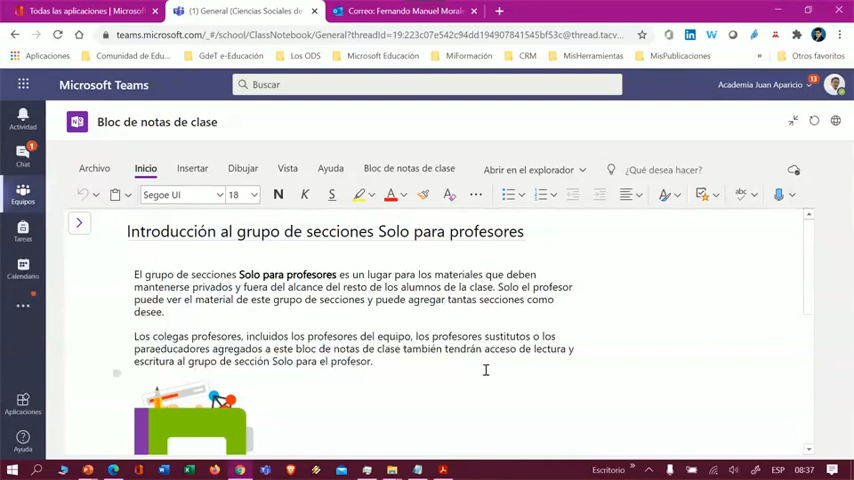 Todas las aplicaciones | Microsof
(1) General (Ciencias Sociales de
Correo: Fernando Manuel Morale
teams.microsoft.com/_#/school/ClassNotebook/General?threadId=19:223c07e542c94dd194907841545bc5fd@thread.tacv...
Aplicaciones
Comunidad de Edu...
GdeT e-Educación
Los ODS
Microsoft Educación
MiFormación
CRM
MisHerramientas
MisPublicaciones
Otros favoritos
Microsoft Teams
Buscar
Academia Juan Aparicio
13
Actividad
Chat
1
Equipos
Tareas
Calendario
Aplicaciones
Ayuda
Bloc de notas de clase
Archivo
Inicio
Insertar
Dibujar
Vista
Ayuda
Bloc de notas de clase
Abrir en el explorador
¿Qué desea hacer?
Segoe UI
18
N
K
S
Introducción al grupo de secciones Solo para profesores
El grupo de secciones Solo para profesores es un lugar para los materiales que deben
mantenerse privados y fuera del alcance del resto de los alumnos de la clase. Solo el profesor
puede ver el material de este grupo de secciones y puede agregar tantas secciones como
desee.
Los colegas profesores, incluidos los profesores del equipo, los profesores sustitutos o los
paraeducadores agregados a este bloc de notas de clase también tendrán acceso de lectura y
escritura al grupo de sección Solo para el profesor.
Escritorio
ESP
08:37